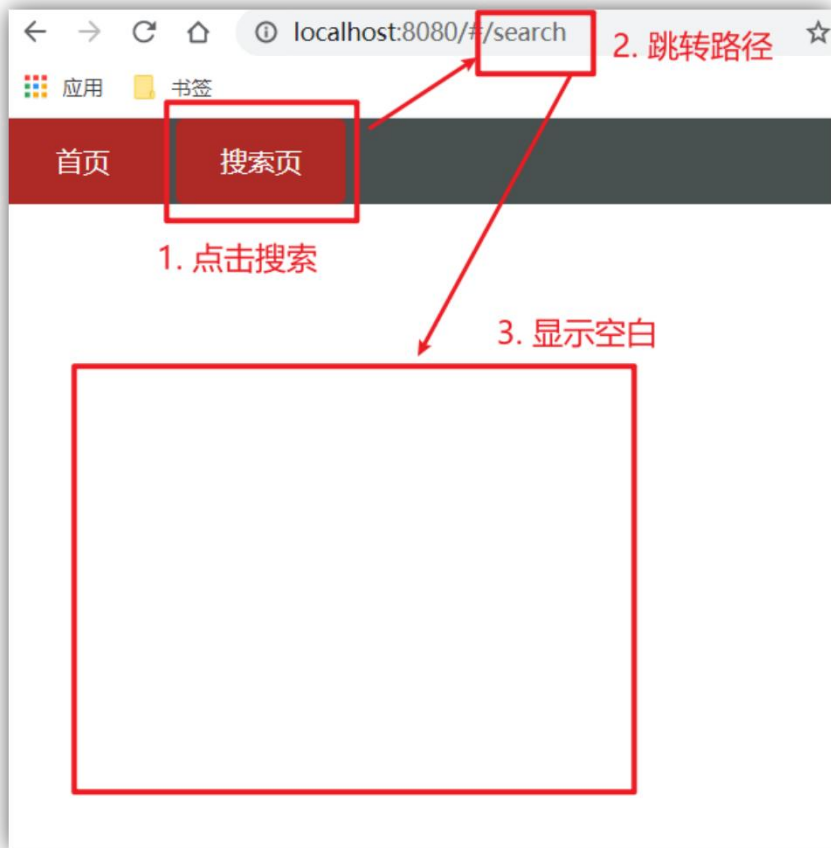 localhost:8080/#/search
2. 跳转路径
应用
书签
首页
搜索页
1. 点击搜索
3. 显示空白